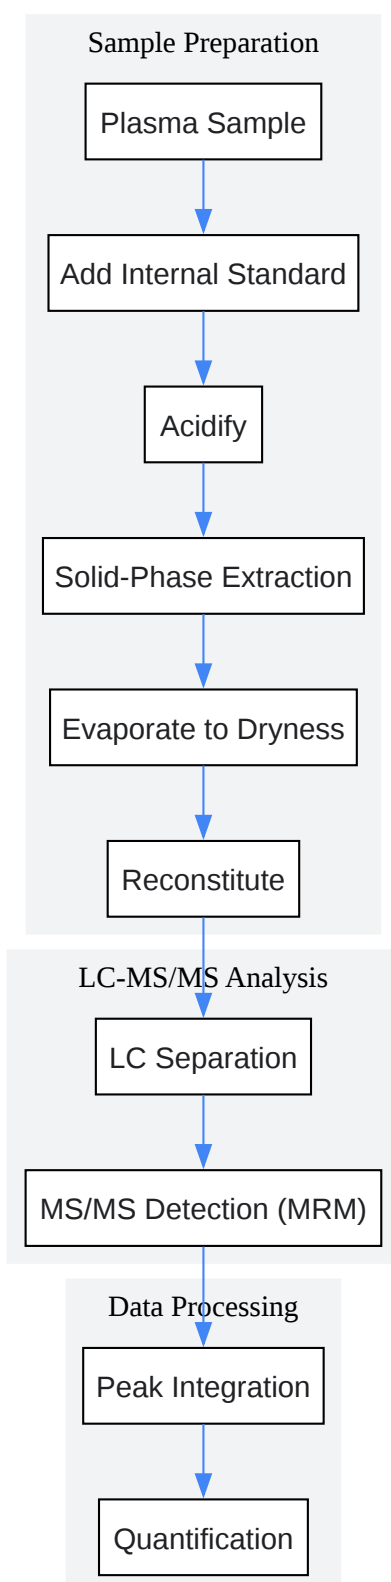 Sample Preparation
Plasma Sample
Add Internal Standard
Acidify
Solid-Phase Extraction
Evaporate to Dryness
Reconstitute
LC-MS/MS Analysis
LC Separation
MS/MS Detection (MRM)
Data Processing
Peak Integration
Quantification